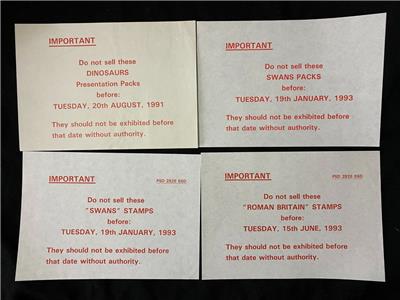 IMPORTANT
Do not sell these
DINOSAURS
Presentation Packs
before:
TUESDAY, 20th AUGUST, 1991
They should not be exhibited before
that date without authority.
IMPORTANT
Do not sell these
SWANS PACKS
before:
TUESDAY, 19th JANUARY, 1993
They should not be exhibited before
that date without authority.
IMPORTANT
PSD 2928 660
Do not sell these
"SWANS" STAMPS
before:
TUESDAY, 19th JANUARY, 1993
They should not be exhibited before
that date without authority.
IMPORTANT
Do not sell these
"ROMAN BRITAIN" STAMPS
before:
TUESDAY, 15th JUNE, 1993
They should not be exhibited before
that date without authority.